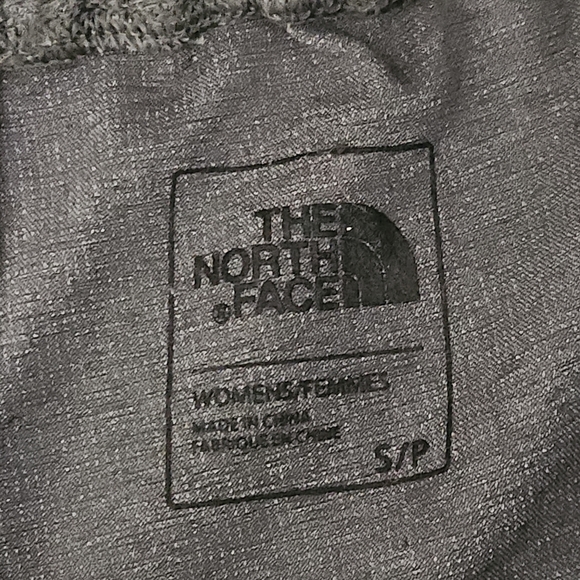 THE
NORTH
®FACE
WOMENS/FEMMES
MADE IN CHINA
FABRIQUE EN CHINE
S/P